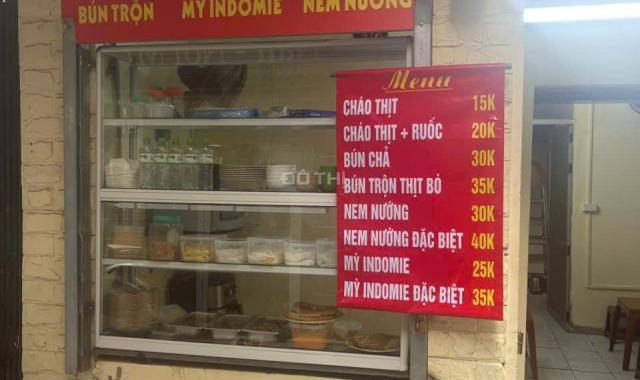 BÚN TRỘN MỲ INDOMIE NEM NƯỚNG
Menu
CHÁO THỊT 15K
CHÁO THỊT + RUỐC 20K
BÚN CHẢ 30K
BÚN TRỘN THỊT BÒ 35K
NEM NƯỚNG 30K
NEM NƯỚNG ĐẶC BIỆT 40K
MỲ INDOMIE 25K
MỲ INDOMIE ĐẶC BIỆT 35K